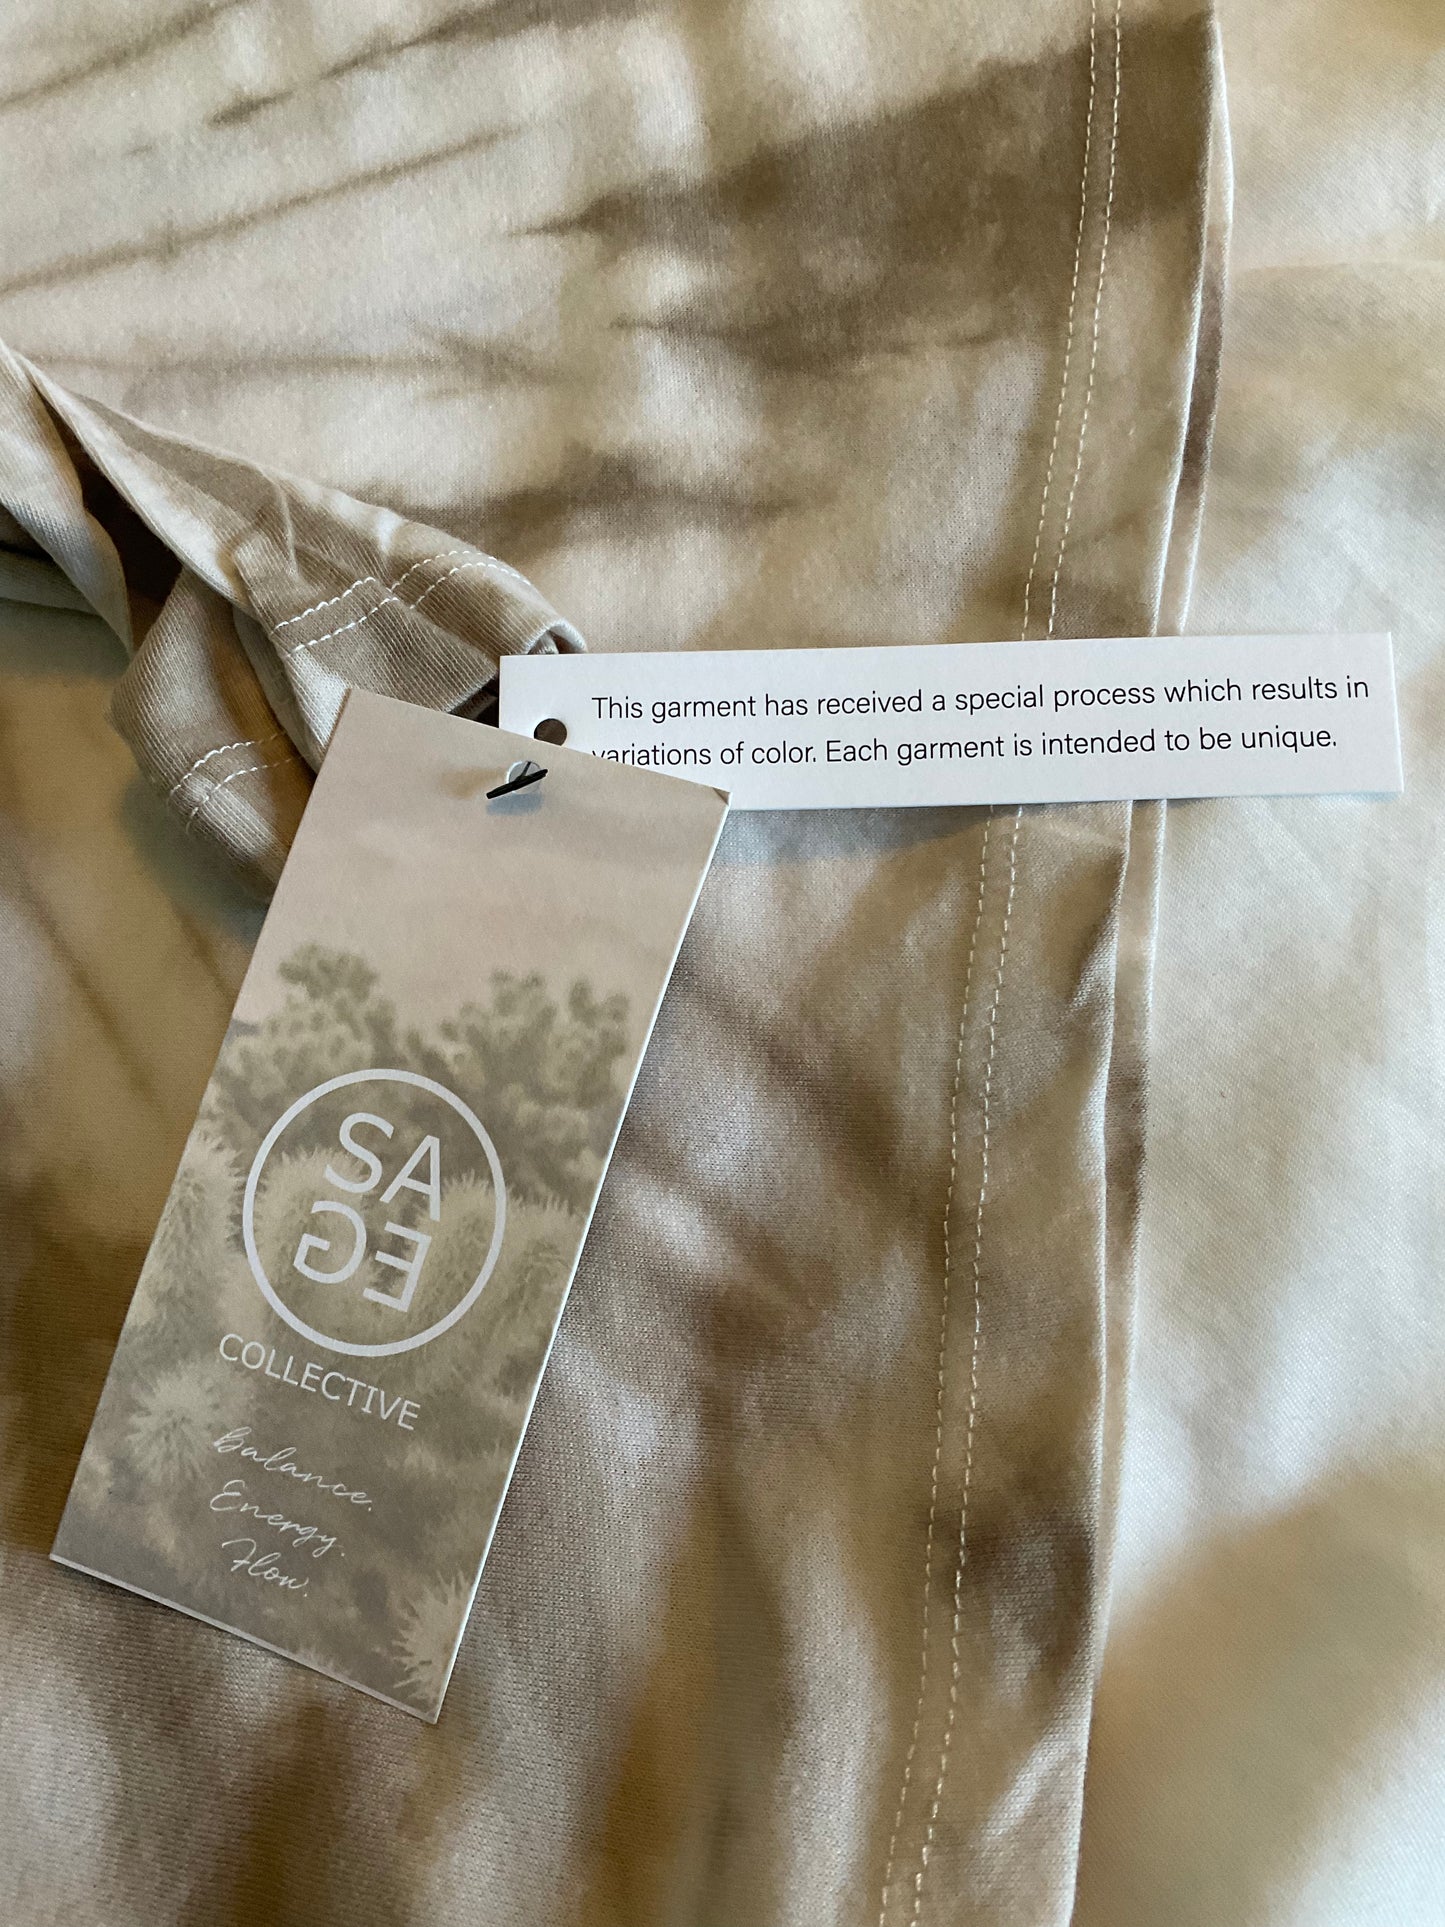 This garment has received a special process which results in
variations of color. Each garment is intended to be unique.
SA
GE
COLLECTIVE
Balance.
Energy.
Flow.